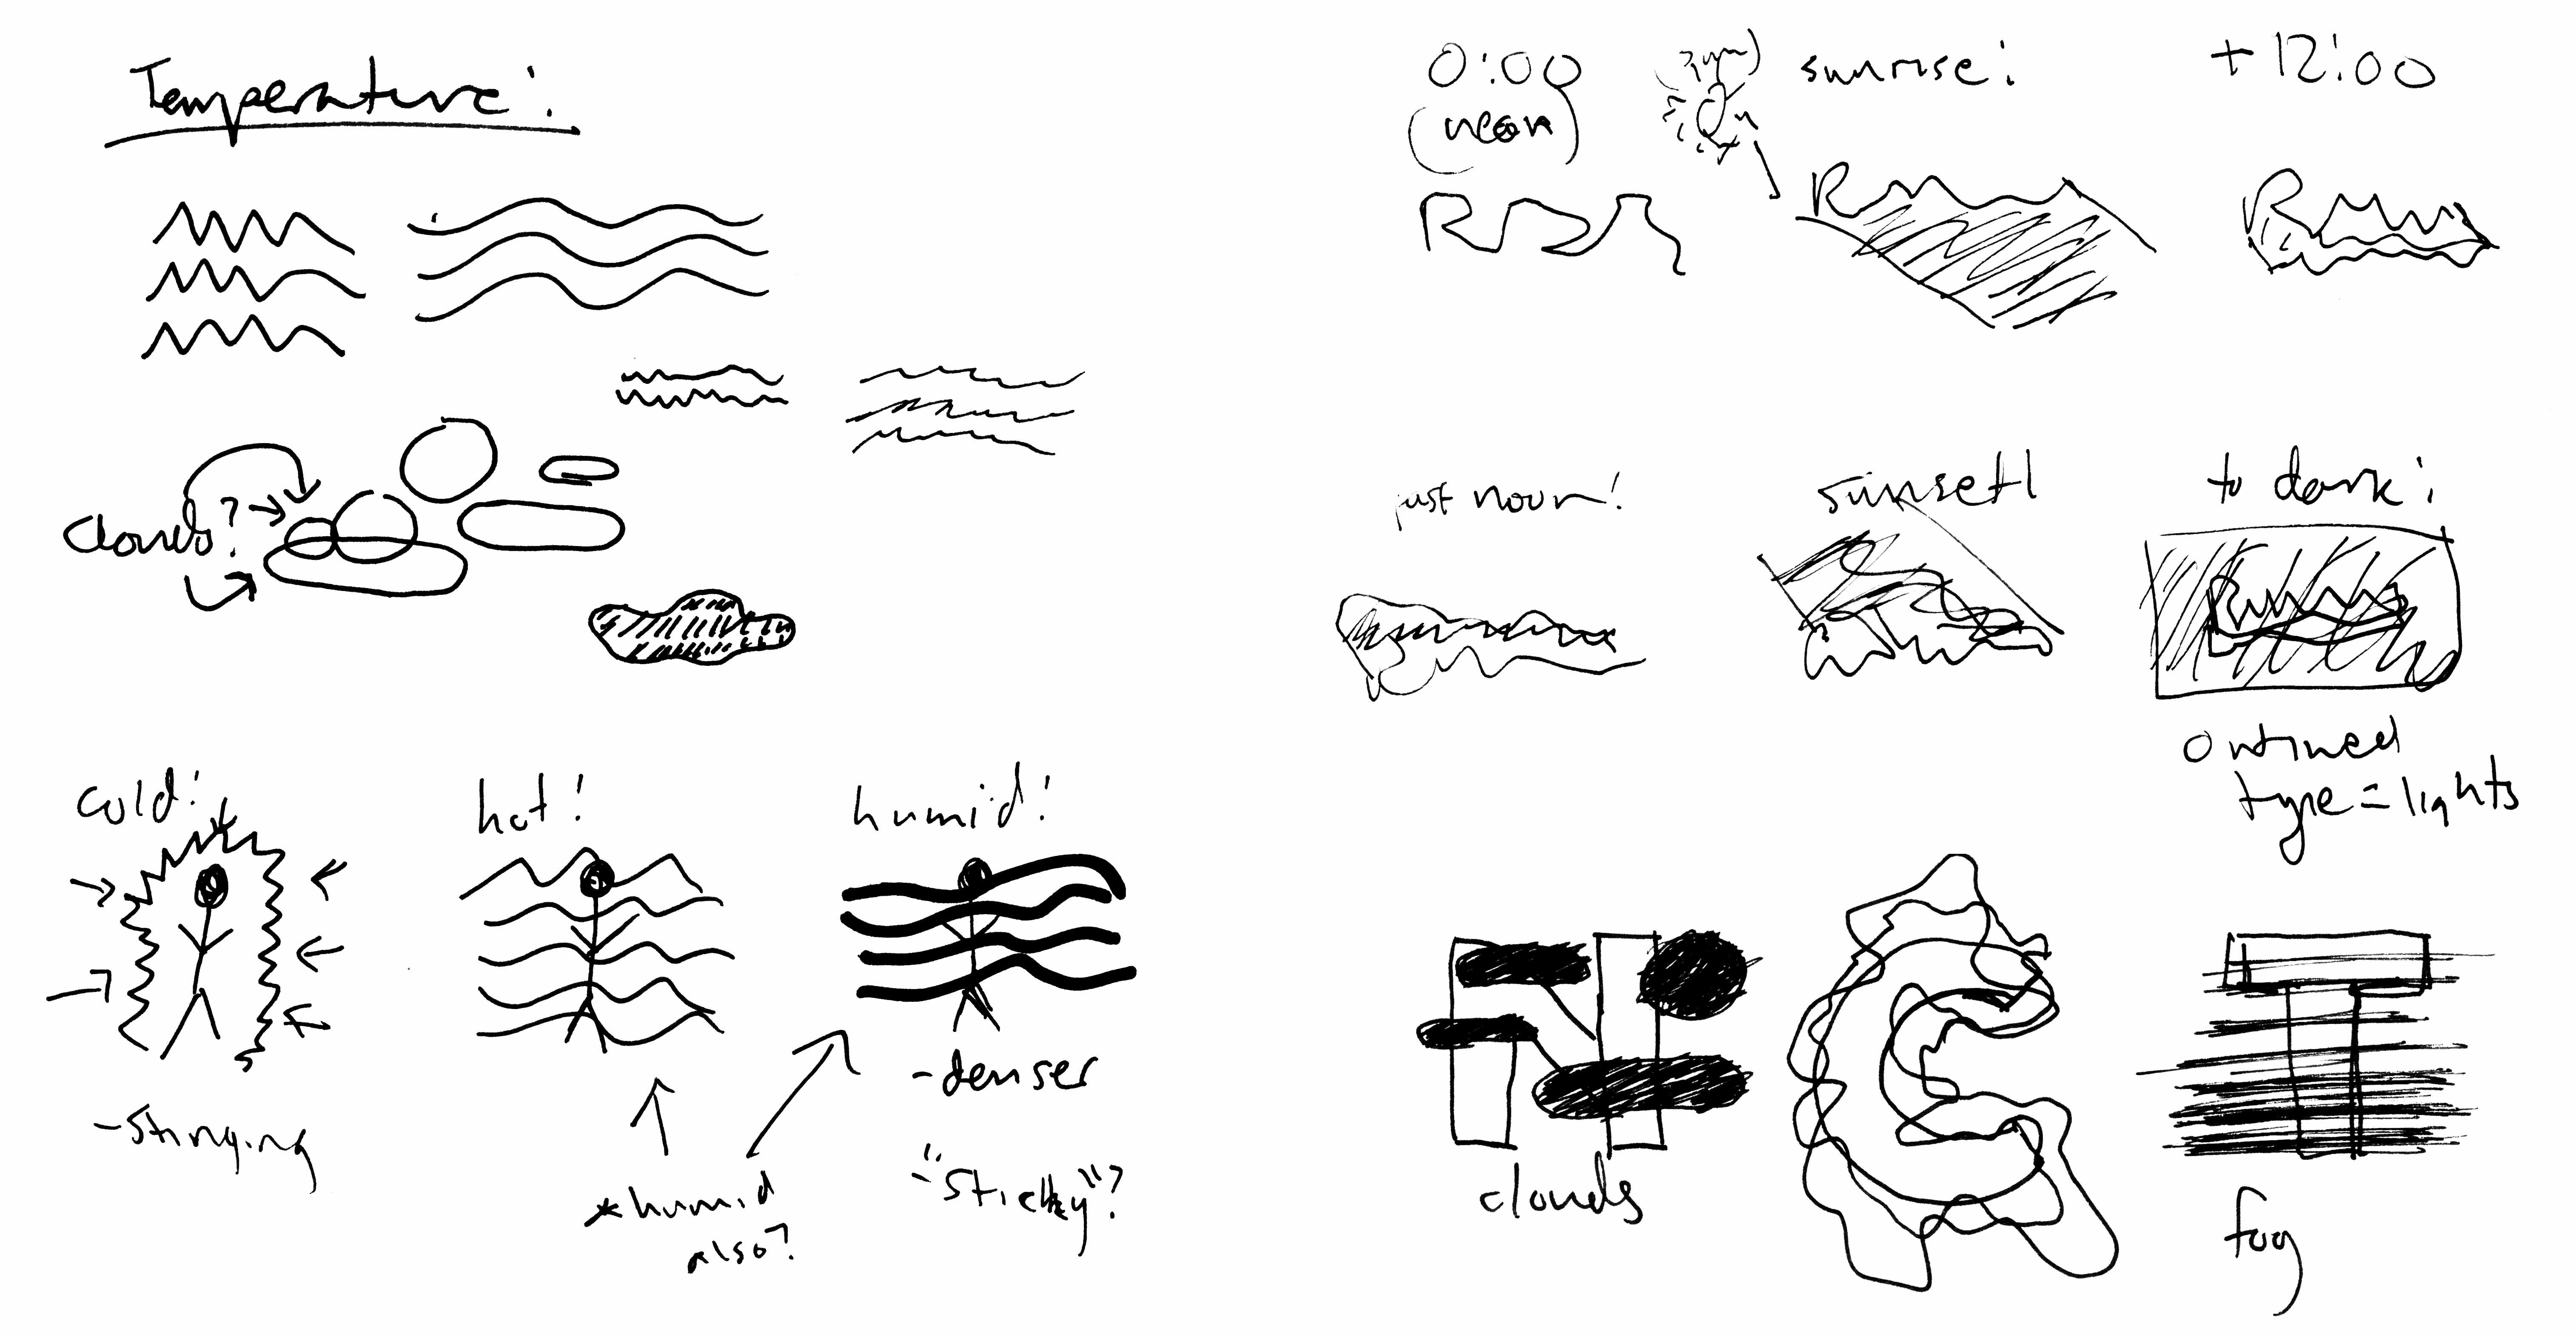 Temperature:
clouds?
cold:
hot!
humid!
-stinging
*humid
also?
-denser
-"sticky"?
0:00
(neon)
sunrise:
+12:00
just noon!
sunset!
to dark:
outlined
type = lights
clouds
fog